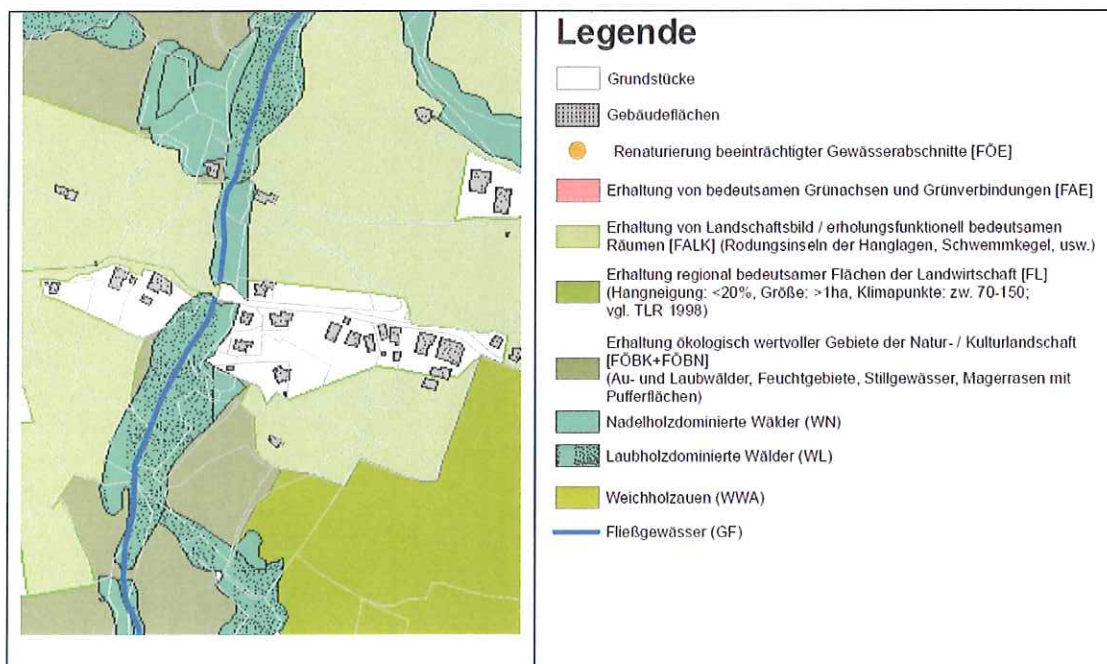 Legende
Grundstücke
Gebäudeflächen
Renaturierung beeinträchtigter Gewässerabschnitte [FÖE]
Erhaltung von bedeutsamen Grünachsen und Grünverbindungen [FAE]
Erhaltung von Landschaftsbild / erholungsfunktionell bedeutsamen
Räumen [FALK] (Rodungsinseln der Hanglagen, Schwemmkegel, usw.)
Erhaltung regional bedeutsamer Flächen der Landwirtschaft [FL]
(Hangneigung: <20%, Größe: >1ha, Klimapunkte: zw. 70-150;
vgl. TLR 1998)
Erhaltung ökologisch wertvoller Gebiete der Natur- / Kulturlandschaft
[FÖBK+FÖBN]
(Au- und Laubwälder, Feuchtgebiete, Stillgewässer, Magerrasen mit
Pufferflächen)
Nadelholzdominierte Wälder (WN)
Laubholzdominierte Wälder (WL)
Weichholzauen (WWA)
Fließgewässer (GF)